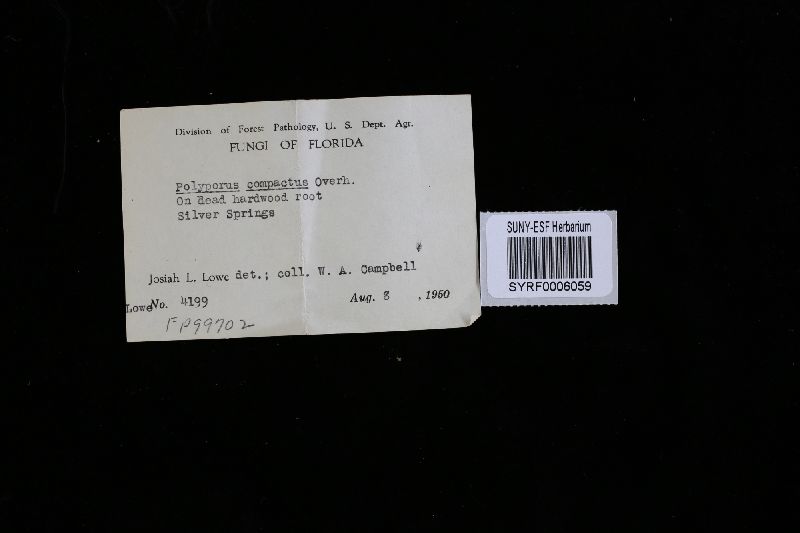 Division of Forest Pathology, U. S. Dept. Agr.
FUNGI OF FLORIDA
Polyporus compactus Overh.
On dead hardwood root
Silver Springs
Josiah L. Lowe det.; coll. W. A. Campbell
Lowe No. 4199
Aug. 8 , 1950
FP99702
SUNY-ESF Herbarium
SYRF0006059